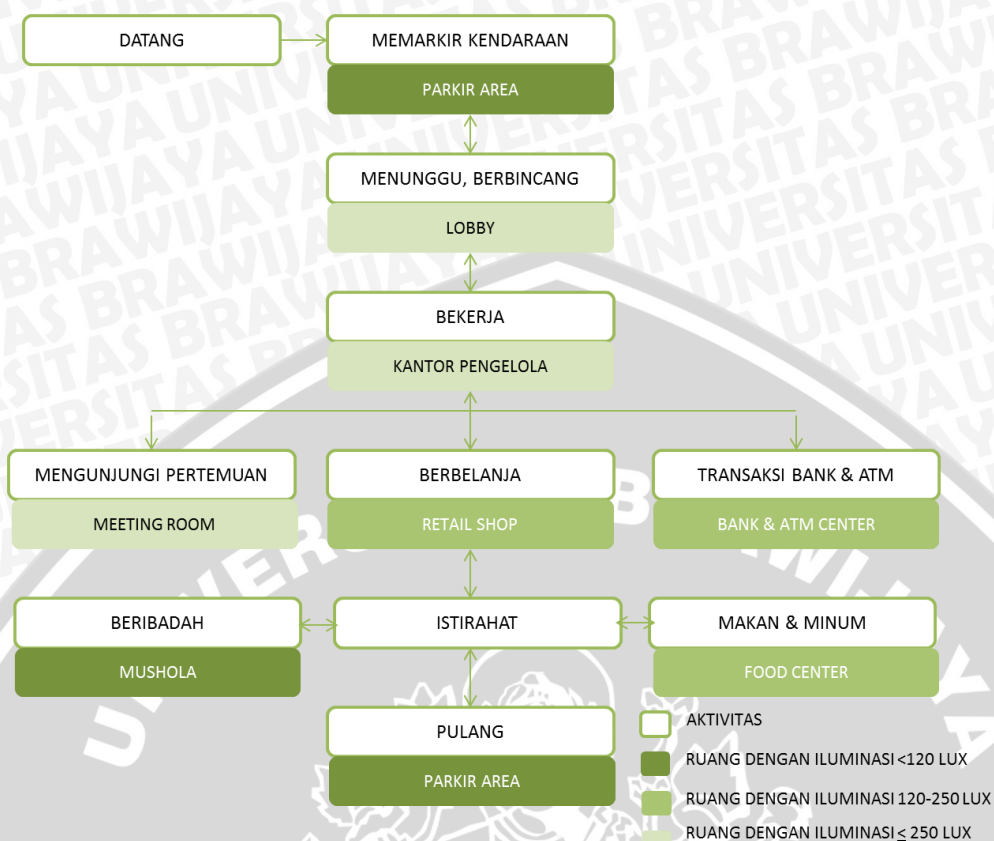 DATANG
MEMARKIR KENDARAAN
PARKIR AREA
MENUNGGU, BERBINCANG
LOBBY
BEKERJA
KANTOR PENGELOLA
MENGUNJUNGI PERTEMUAN
MEETING ROOM
BERBELANJA
RETAIL SHOP
TRANSAKSI BANK & ATM
BANK & ATM CENTER
BERIBADAH
MUSHOLA
ISTIRAHAT
MAKAN & MINUM
FOOD CENTER
PULANG
PARKIR AREA
AKTIVITAS
RUANG DENGAN ILUMINASI <120 LUX
RUANG DENGAN ILUMINASI 120-250 LUX
RUANG DENGAN ILUMINASI ≤ 250 LUX
UNIVERSITAS BRAWIJAYA